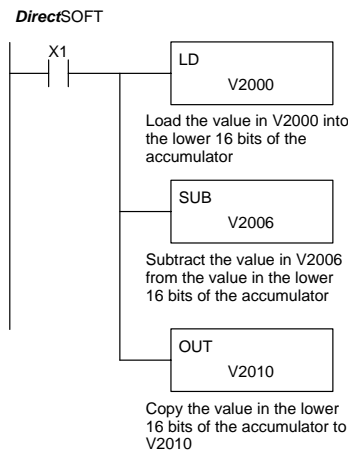 DirectSOFT
X1
LD
V2000
Load the value in V2000 into
the lower 16 bits of the
accumulator
SUB
V2006
Subtract the value in V2006
from the value in the lower
16 bits of the accumulator
OUT
V2010
Copy the value in the lower
16 bits of the accumulator to
V2010